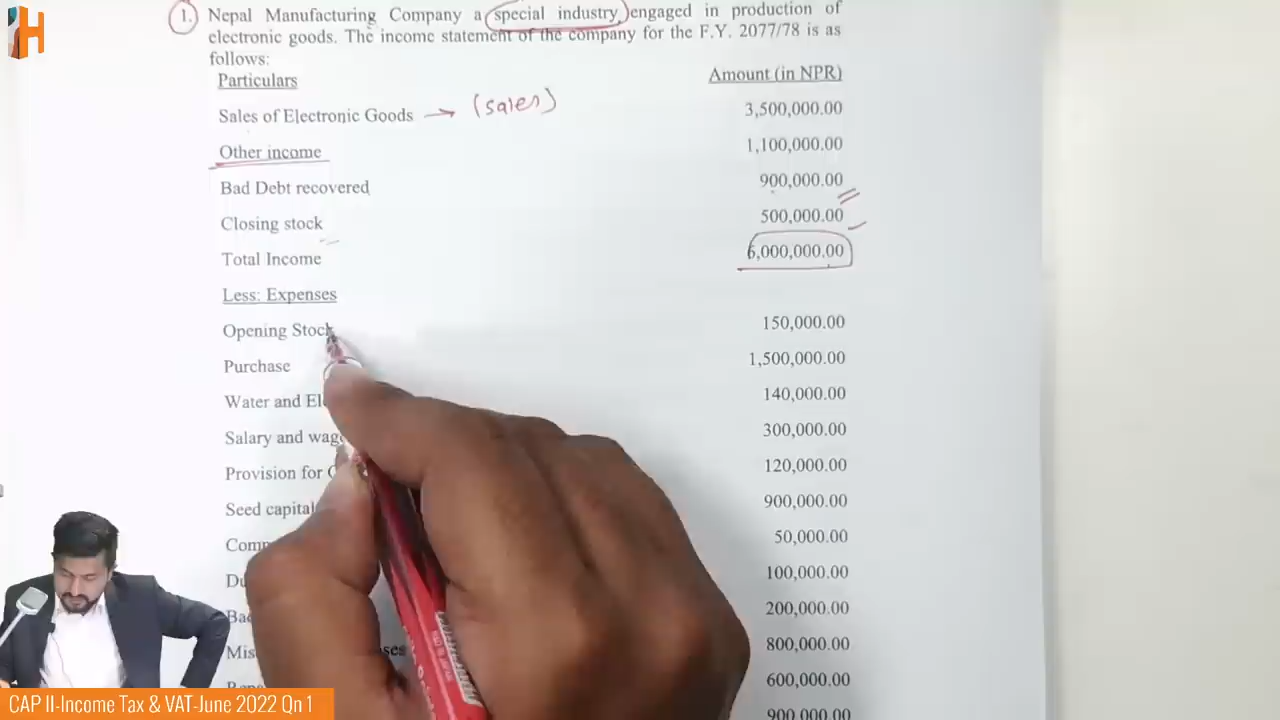 H
1. Nepal Manufacturing Company a special industry engaged in production of
electronic goods. The income statement of the company for the F.Y. 2077/78 is as
follows:
Particulars Amount (in NPR)
Sales of Electronic Goods → (sales) 3,500,000.00
Other income 1,100,000.00
Bad Debt recovered 900,000.00
Closing stock 500,000.00
Total Income 6,000,000.00
Less: Expenses
Opening Stock 150,000.00
Purchase 1,500,000.00
Water and 140,000.00
Salary and 300,000.00
Provision for 120,000.00
Seed capital 900,000.00
50,000.00
100,000.00
200,000.00
800,000.00
600,000.00
900,000.00
CAP II-Income Tax & VAT-June 2022 Qn 1